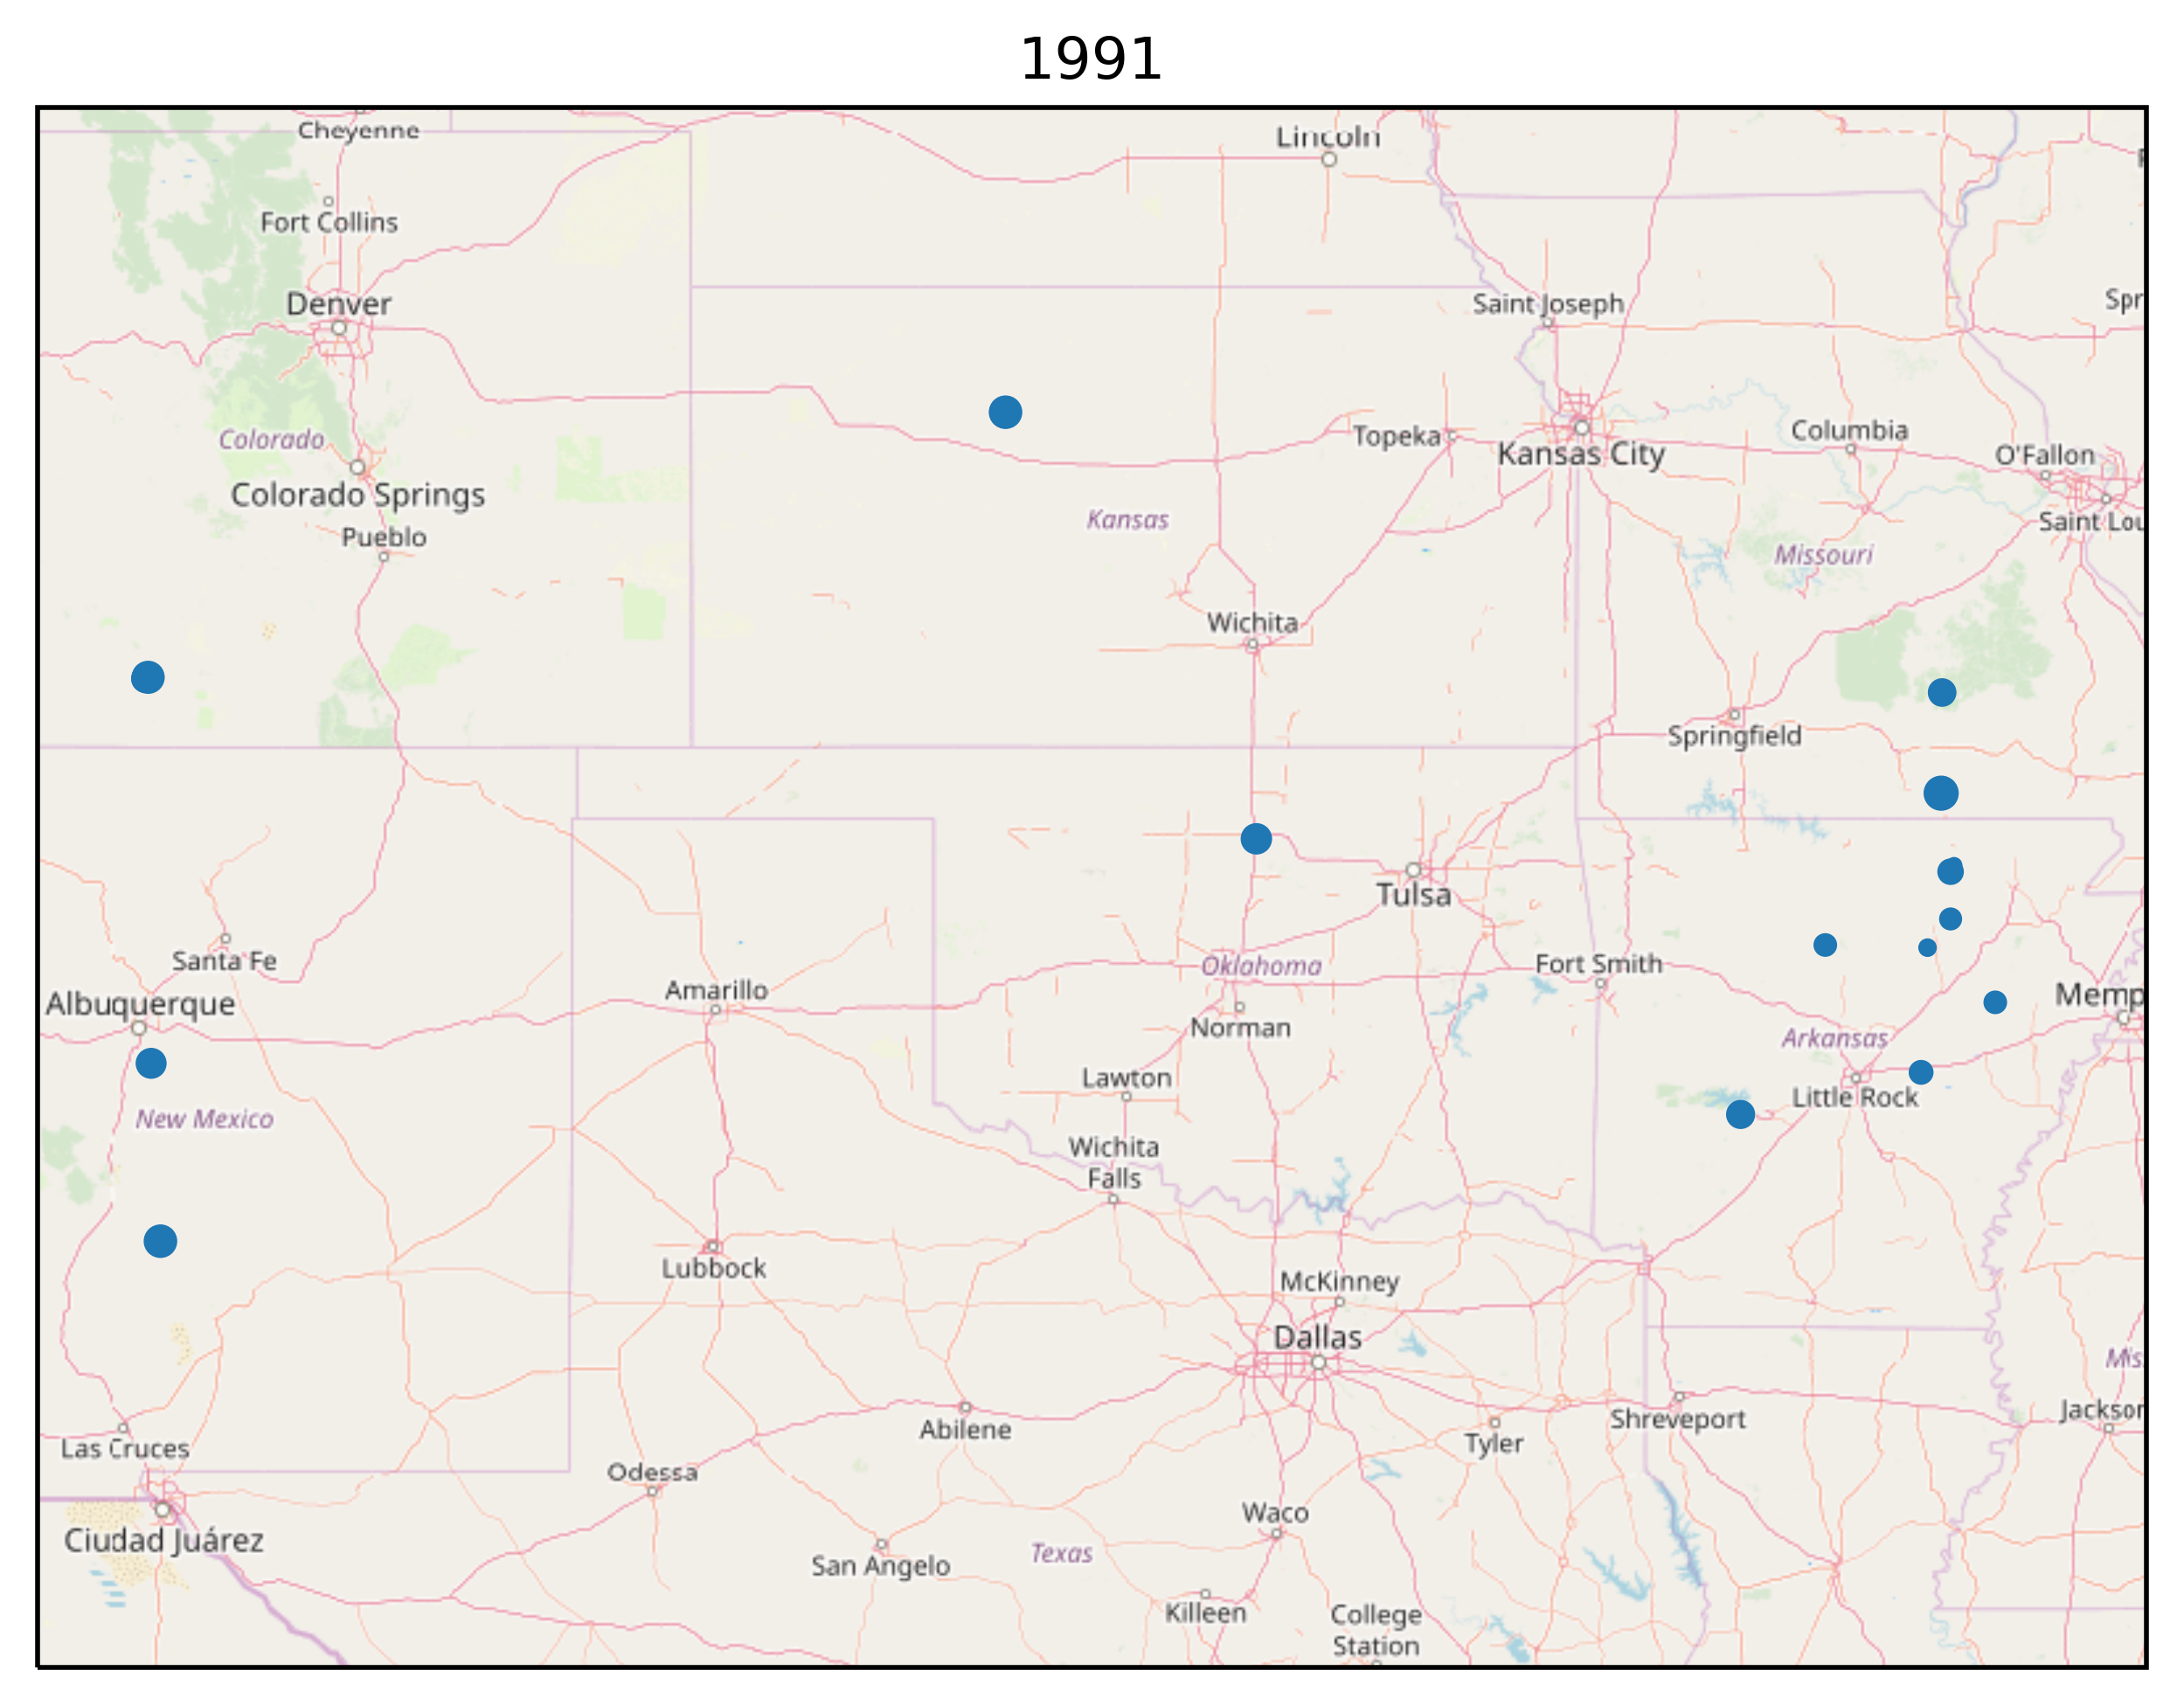 1991
Cheyenne
Lincoln
Fort Collins
Denver
Saint Joseph
Spr
Colorado
Topeka
Kansas City
Columbia
O'Fallon
Colorado Springs
Pueblo
Kansas
Saint Lou
Missouri
Wichita
Springfield
Tulsa
Santa Fe
Oklahoma
Fort Smith
Albuquerque
Amarillo
Memp
Norman
Arkansas
Lawton
Little Rock
New Mexico
Wichita
Falls
Lubbock
McKinney
Dallas
Mis
Abilene
Shreveport
Jackson
Las Cruces
Tyler
Odessa
Waco
Ciudad Juárez
San Angelo
Texas
Killeen
College
Station